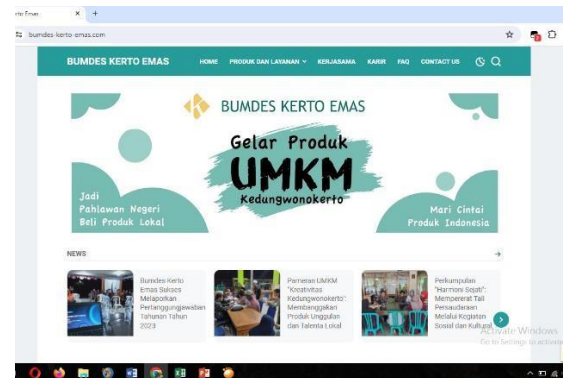 rto Emas
bumdes-kerto-emas.com
BUMDES KERTO EMAS
HOME PRODUK DAN LAYANAN KERJASAMA KARIR FAQ CONTACT US
BUMDES KERTO EMAS
Gelar Produk
UMKM
Kedungwonokerto
Jadi
Pahlawan Negeri
Beli Produk Lokal
Mari Cintai
Produk Indonesia
NEWS
Bumdes Kerto
Emas Sukses
Melaporkan
Pertanggungjawaban
Tahunan Tahun
2023
Pameran UMKM
"Kreativitas
Kedungwonokerto":
Membanggakan
Produk Unggulan
dan Talenta Lokal
Perkumpulan
"Harmoni Sejati":
Mempererat Tali
Persaudaraan
Melalui Kegiatan
Sosial dan Kultural
Activate Windows
Go to Settings to activate